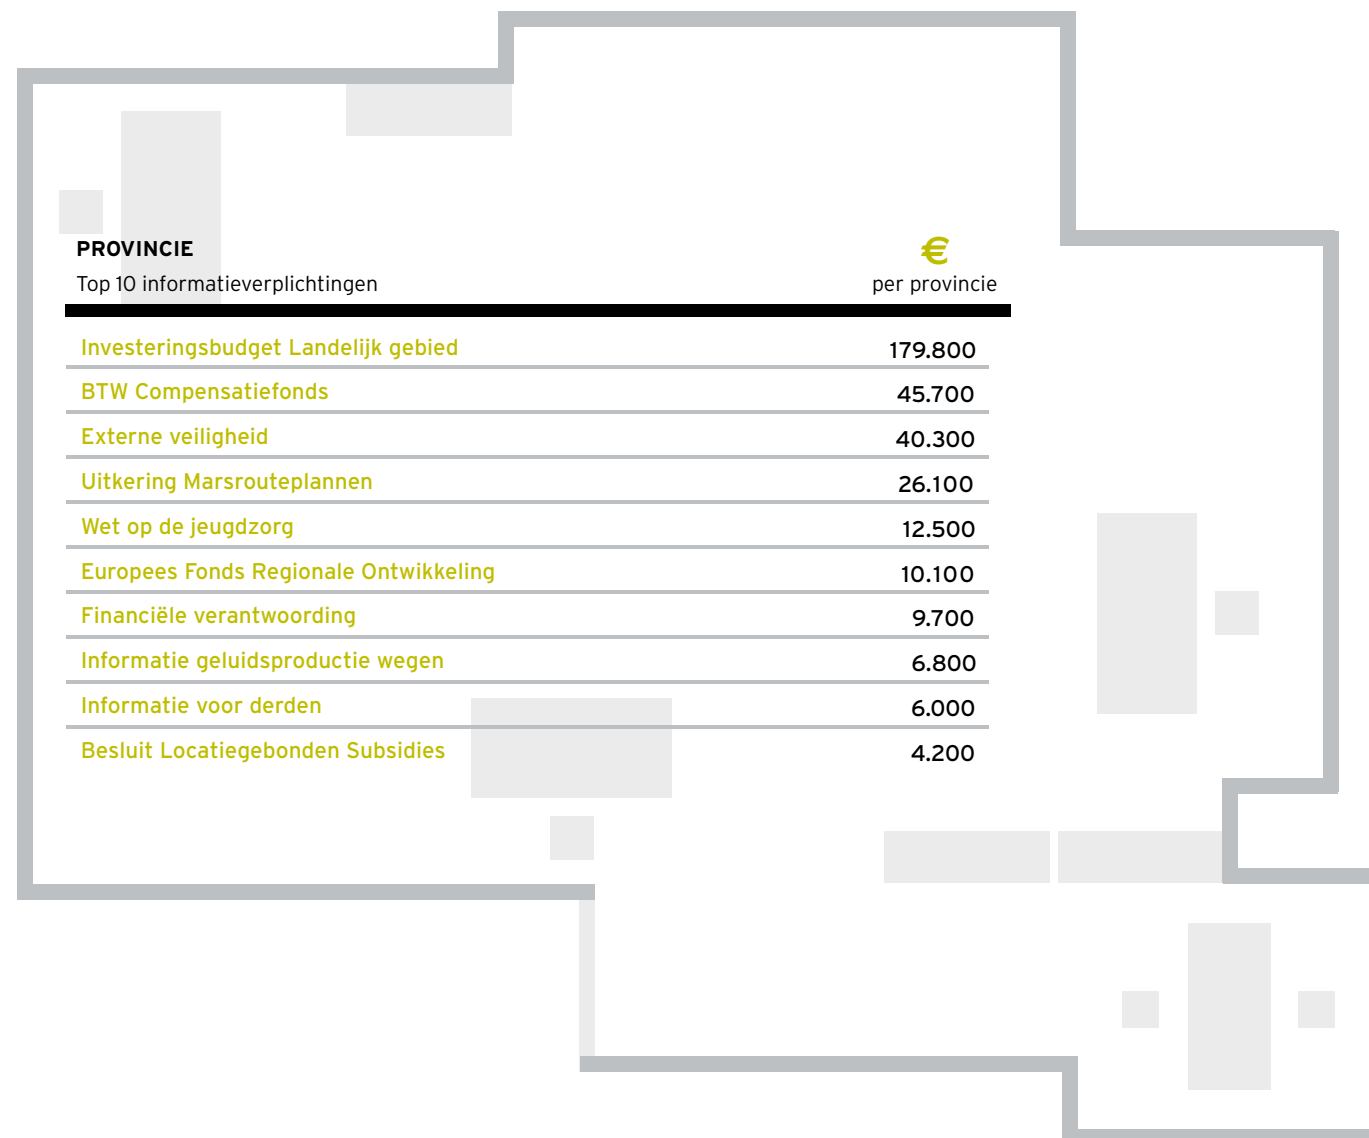 PROVINCIE €
Top 10 informatieverplichtingen per provincie
Investeringsbudget Landelijk gebied 179.800
BTW Compensatiefonds 45.700
Externe veiligheid 40.300
Uitkering Marsrouteplannen 26.100
Wet op de jeugdzorg 12.500
Europees Fonds Regionale Ontwikkeling 10.100
Financiële verantwoording 9.700
Informatie geluidsproductie wegen 6.800
Informatie voor derden 6.000
Besluit Locatiegebonden Subsidies 4.200